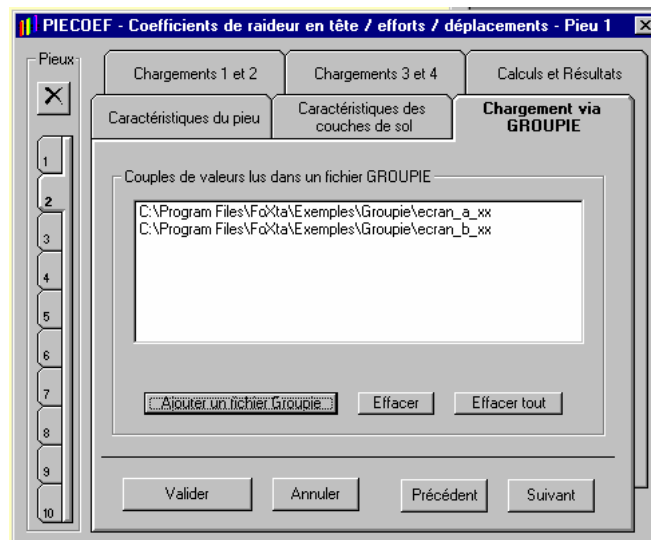 PIECOEF - Coefficients de raideur en tête / efforts / déplacements - Pieu 1
Pieux
Chargements 1 et 2
Chargements 3 et 4
Calculs et Résultats
Caractéristiques du pieu
Caractéristiques des
couches de sol
Chargement via
GROUPIE
1
2
3
4
5
6
7
8
9
10
Couples de valeurs lus dans un fichier GROUPIE
C:\Program Files\FoXta\Exemples\Groupie\ecran_a_xx
C:\Program Files\FoXta\Exemples\Groupie\ecran_b_xx
Ajouter un fichier Groupie
Effacer
Effacer tout
Valider
Annuler
Précédent
Suivant